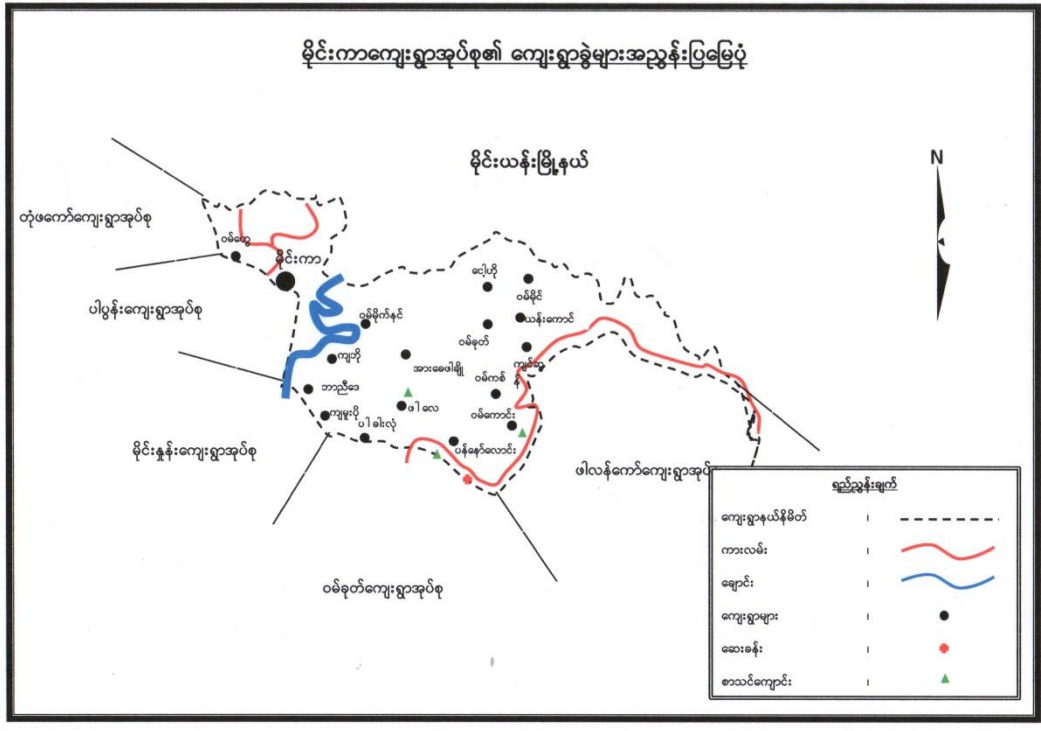 မိုင်းကာကျေးရွာအုပ်စု၏ ကျေးရွာခွဲများအညွှန်းပြမြေပုံ
မိုင်းယန်းမြို့နယ်
N
တုံဖကော်ကျေးရွာအုပ်စု
ဝမ်တွေ
မိုင်းကာ
ငေါ့ဟို
ဝမ်မိုင်
ပါပွန်းကျေးရွာအုပ်စု
ဝမ်မိုက်နင်
ယန်းကောင်
ဝမ်ခုတ်
ကျဘို
အားခေဖါချို
ဝမ်ကစ်
ဘာညီဒေ
ဖါလေ
ကျမူးပို
ဝမ်ကောင်း
ပါခါးလုံ
ပန်နော်လောင်း
မိုင်းနွန်းကျေးရွာအုပ်စု
ဖါလန်ကော်ကျေးရွာအုပ်
ဝမ်ခုတ်ကျေးရွာအုပ်စု
ရည်ညွှန်းချက်
ကျေးရွာနယ်နိမိတ် ၊
ကားလမ်း ၊
ချောင်း ၊
ကျေးရွာများ ၊
ဆေးခန်း ၊
စာသင်ကျောင်း ၊